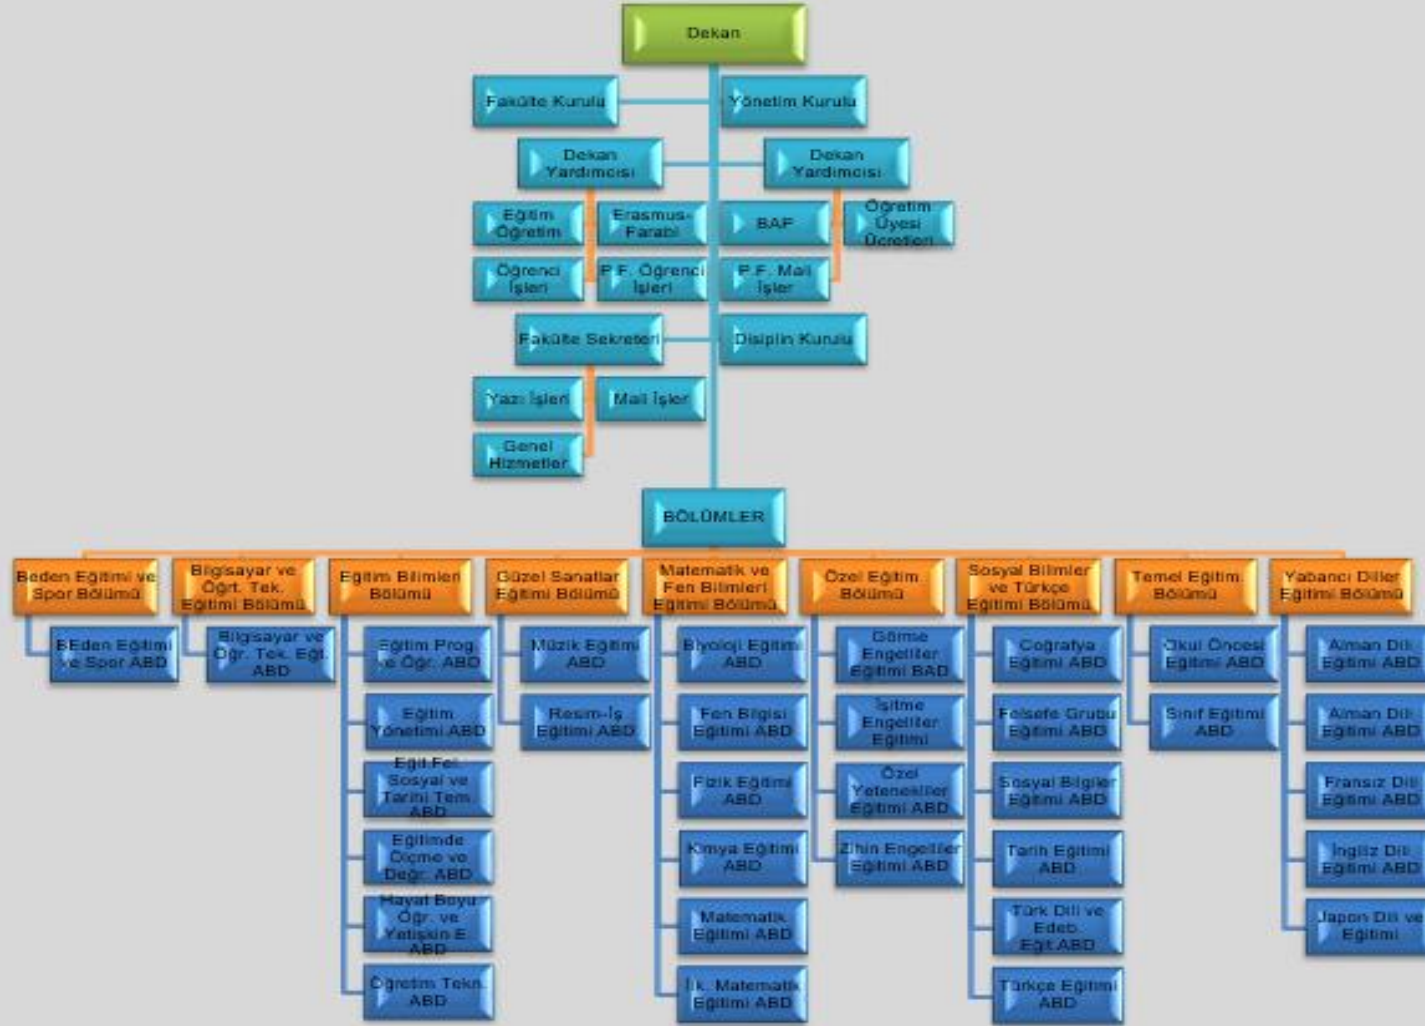 Dekan
Fakülte Kurulu
Yönetim Kurulu
Dekan
Yardımcısı
Dekan
Yardımcısı
Eğitim
Öğretim
Erasmus-
Farabi
BAP
Öğretim
Üyesi
Ücretleri
Öğrenci
İşleri
P.F. Öğrenci
İşleri
P.F. Mali
İşler
Fakülte Sekreteri
Disiplin Kurulu
Yazı İşleri
Mali İşler
Genel
Hizmetler
BÖLÜMLER
Beden Eğitimi ve
Spor Bölümü
Bilgisayar ve
Öğrt. Tek.
Eğitimi Bölümü
Eğitim Bilimleri
Bölümü
Güzel Sanatlar
Eğitimi Bölümü
Matematik ve
Fen Bilimleri
Eğitimi Bölümü
Özel Eğitim
Bölümü
Sosyal Bilimler
ve Türkçe
Eğitimi Bölümü
Temel Eğitim
Bölümü
Yabancı Diller
Eğitimi Bölümü
BEden Eğitimi
ve Spor ABD
Bilgisayar ve
Öğr. Tek. Eğt.
ABD
Eğitim Prog.
ve Öğr. ABD
Eğitim
Yönetimi ABD
Eğit.Fel.
Sosyal ve
Tarihi Tem.
ABD
Eğitimde
Ölçme ve
Değr. ABD
Hayat Boyu
Öğr. ve
Yetişkin E.
ABD
Öğretim Tekn.
ABD
Müzik Eğitimi
ABD
Resim-İş
Eğitimi ABD
Biyoloji Eğitimi
ABD
Fen Bilgisi
Eğitimi ABD
Fizik Eğitimi
ABD
Kimya Eğitimi
ABD
Matematik
Eğitimi ABD
İlk. Matematik
Eğitimi ABD
Görme
Engelliler
Eğitimi BAD
İşitme
Engelliler
Eğitimi
Özel
Yetenekliler
Eğitimi ABD
Zihin Engelliler
Eğitimi ABD
Coğrafya
Eğitimi ABD
Felsefe Grubu
Eğitimi ABD
Sosyal Bilgiler
Eğitimi ABD
Tarih Eğitimi
ABD
Türk Dili ve
Edeb.
Eğit.ABD
Türkçe Eğitimi
ABD
Okul Öncesi
Eğitimi ABD
Sınıf Eğitimi
ABD
Alman Dili
Eğitimi ABD
Alman Dili
Eğitimi ABD
Fransız Dili
Eğitimi ABD
İngiliz Dili
Eğitimi ABD
Japon Dili ve
Eğitimi